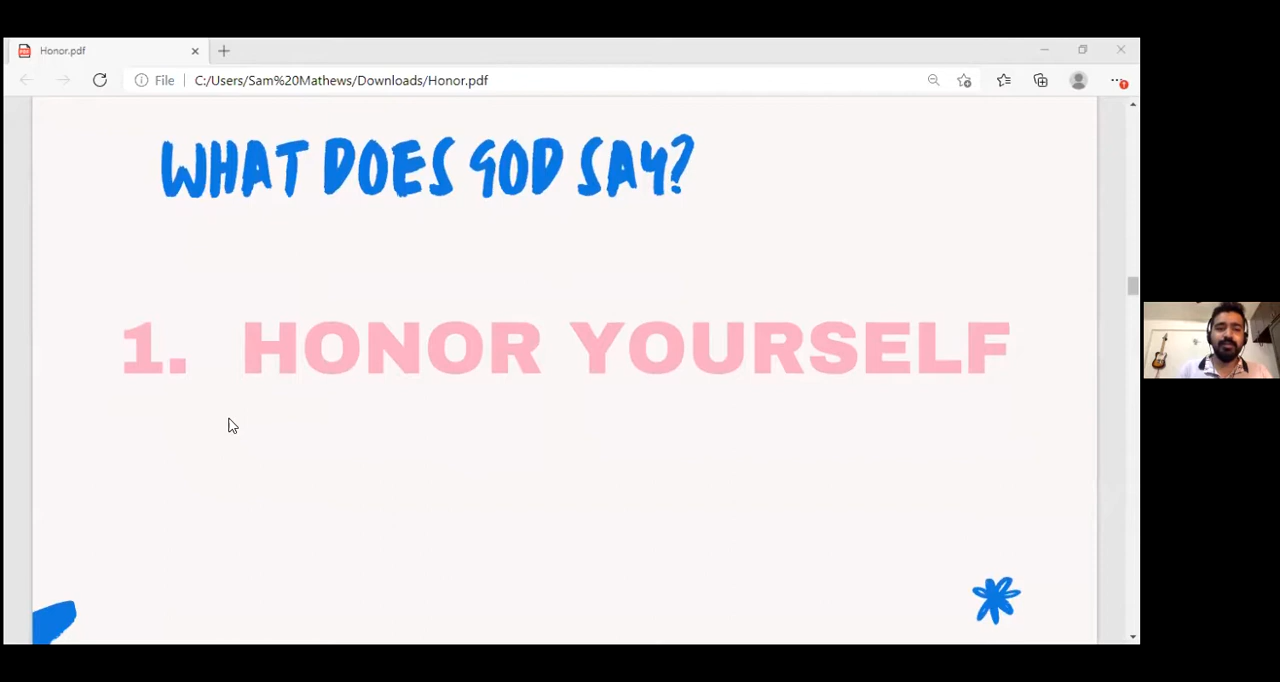 Honor.pdf
File C:/Users/Sam%20Mathews/Downloads/Honor.pdf
WHAT DOES GOD SAY?
1. HONOR YOURSELF